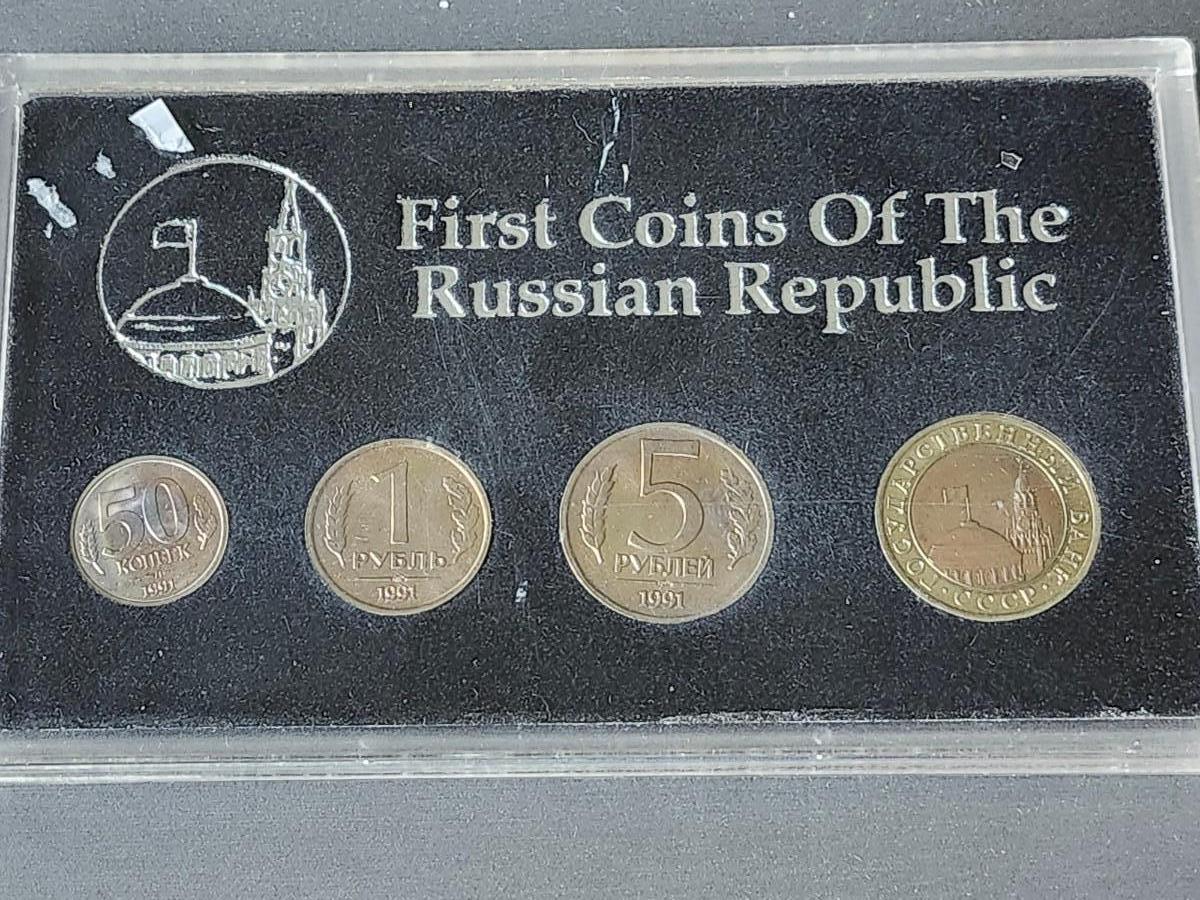 First Coins Of The
Russian Republic
50
КОПЕЕК
1991
1
РУБЛЬ
1991
5
РУБЛЕЙ
1991
ГОСУДАРСТВЕННЫЙ БАНК
· СССР ·